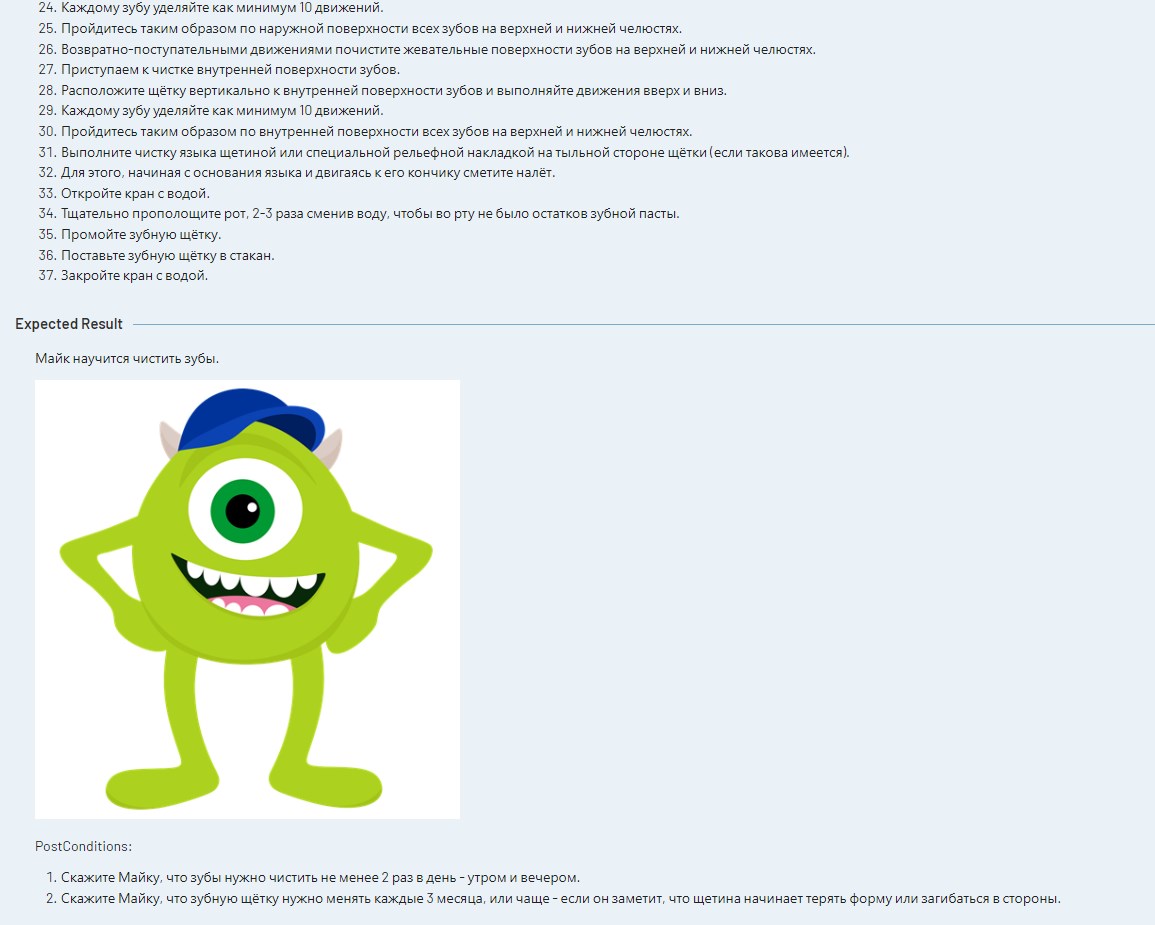 24. Каждому зубу уделяйте как минимум 10 движений.
25. Пройдитесь таким образом по наружной поверхности всех зубов на верхней и нижней челюстях.
26. Возвратно-поступательными движениями почистите жевательные поверхности зубов на верхней и нижней челюстях.
27. Приступаем к чистке внутренней поверхности зубов.
28. Расположите щётку вертикально к внутренней поверхности зубов и выполняйте движения вверх и вниз.
29. Каждому зубу уделяйте как минимум 10 движений.
30. Пройдитесь таким образом по внутренней поверхности всех зубов на верхней и нижней челюстях.
31. Выполните чистку языка щетиной или специальной рельефной накладкой на тыльной стороне щётки (если такова имеется).
32. Для этого, начиная с основания языка и двигаясь к его кончику сметите налёт.
33. Откройте кран с водой.
34. Тщательно прополощите рот, 2-3 раза сменив воду, чтобы во рту не было остатков зубной пасты.
35. Промойте зубную щётку.
36. Поставьте зубную щётку в стакан.
37. Закройте кран с водой.
Expected Result
Майк научится чистить зубы.
PostConditions:
1. Скажите Майку, что зубы нужно чистить не менее 2 раз в день - утром и вечером.
2. Скажите Майку, что зубную щётку нужно менять каждые 3 месяца, или чаще - если он заметит, что щетина начинает терять форму или загибаться в стороны.